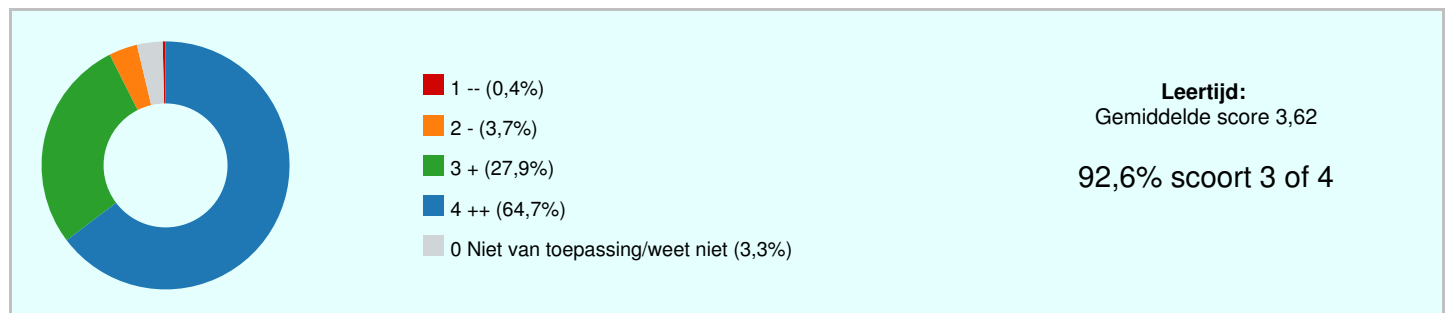 1 -- (0,4%)
2 - (3,7%)
3 + (27,9%)
4 ++ (64,7%)
0 Niet van toepassing/weet niet (3,3%)
Leertijd:
Gemiddelde score 3,62
92,6% scoort 3 of 4